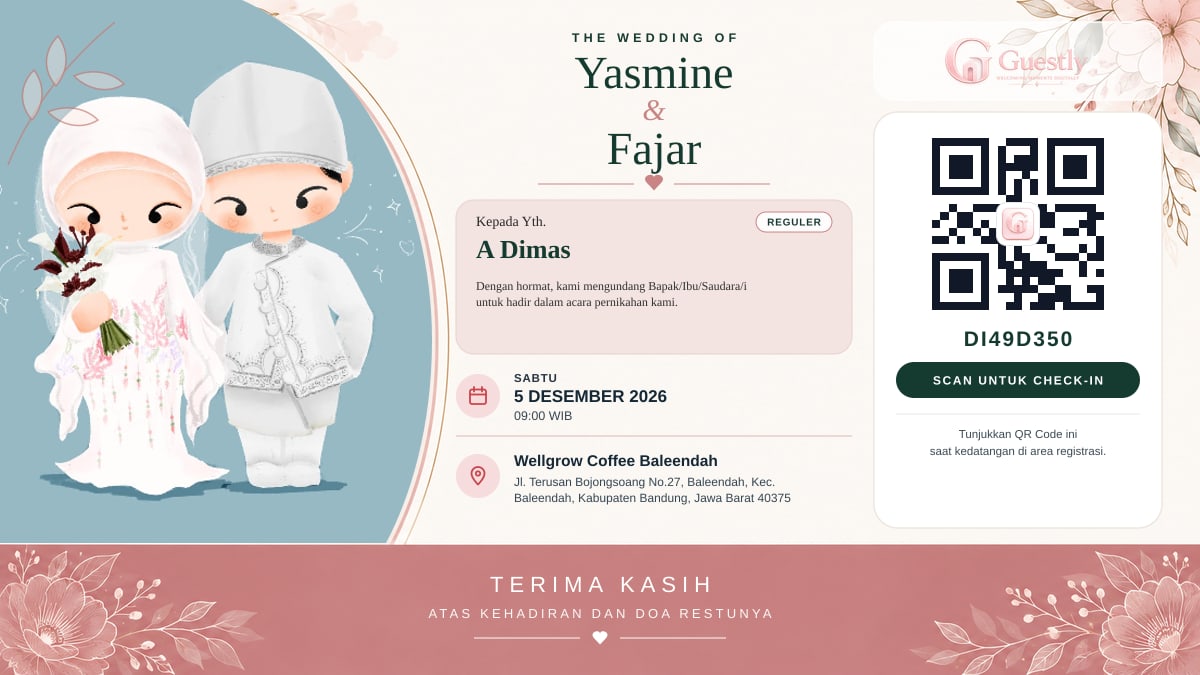 THE WEDDING OF
Yasmine
&
Fajar
Kepada Yth.
REGULER
A Dimas
Dengan hormat, kami mengundang Bapak/Ibu/Saudara/i
untuk hadir dalam acara pernikahan kami.
SABTU
5 DESEMBER 2026
09:00 WIB
Wellgrow Coffee Baleendah
Jl. Terusan Bojongsoang No.27, Baleendah, Kec.
Baleendah, Kabupaten Bandung, Jawa Barat 40375
Guestly
WELCOMING MOMENTS DIGITALLY
DI49D350
SCAN UNTUK CHECK-IN
Tunjukkan QR Code ini
saat kedatangan di area registrasi.
TERIMA KASIH
ATAS KEHADIRAN DAN DOA RESTUNYA